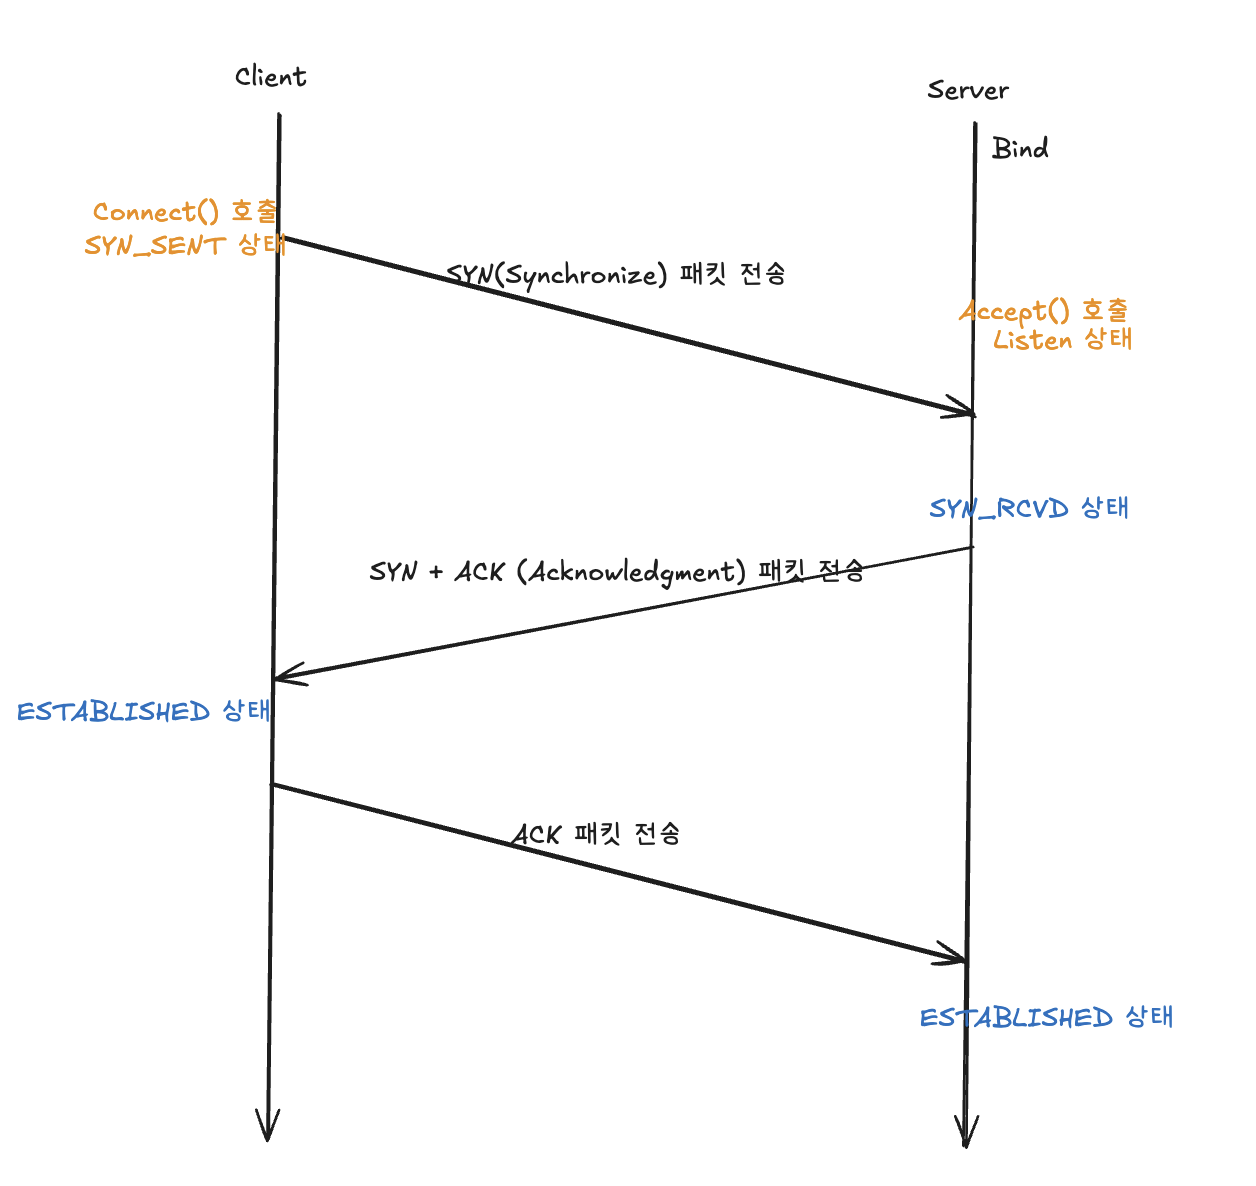 Client
Server
Bind
Connect() 호출
SYN_SENT 상태
SYN(Synchronize) 패킷 전송
Accept() 호출
Listen 상태
SYN_RCVD 상태
SYN + ACK (Acknowledgment) 패킷 전송
ESTABLISHED 상태
ACK 패킷 전송
ESTABLISHED 상태